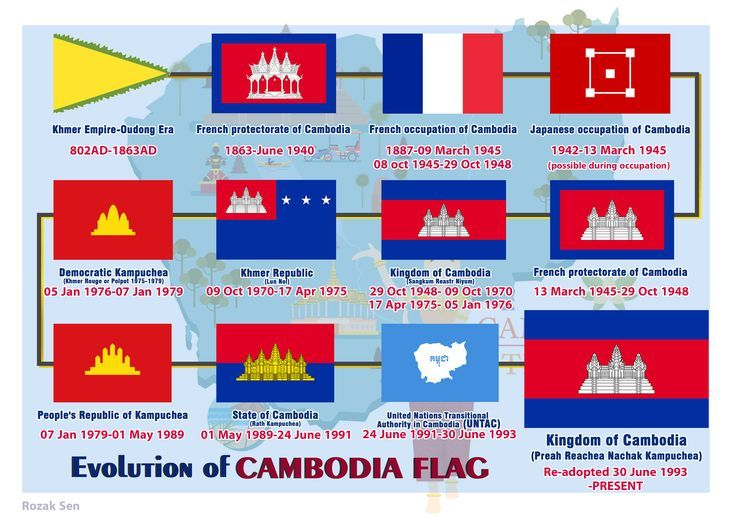 Khmer Empire-Oudong Era
802AD-1863AD
French protectorate of Cambodia
1863-June 1940
French occupation of Cambodia
1887-09 March 1945
08 oct 1945-29 Oct 1948
Japanese occupation of Cambodia
1942-13 March 1945
(possible during occupation)
Democratic Kampuchea
(Khmer Rouge or Polpot 1975-1979)
05 Jan 1976-07 Jan 1979
Khmer Republic
(Lun Nol)
09 Oct 1970-17 Apr 1975
Kingdom of Cambodia
(Sangkum Reastr Niyum)
29 Oct 1948- 09 Oct 1970
17 Apr 1975- 05 Jan 1976
French protectorate of Cambodia
13 March 1945-29 Oct 1948
People's Republic of Kampuchea
07 Jan 1979-01 May 1989
State of Cambodia
(Rath Kampuchea)
01 May 1989-24 June 1991
កម្ពុជា
United Nations Transitional
Authority in Cambodia (UNTAC)
24 June 1991-30 June 1993
Kingdom of Cambodia
(Preah Reachea Nachak Kampuchea)
Re-adopted 30 June 1993
-PRESENT
Evolution of CAMBODIA FLAG
Rozak Sen